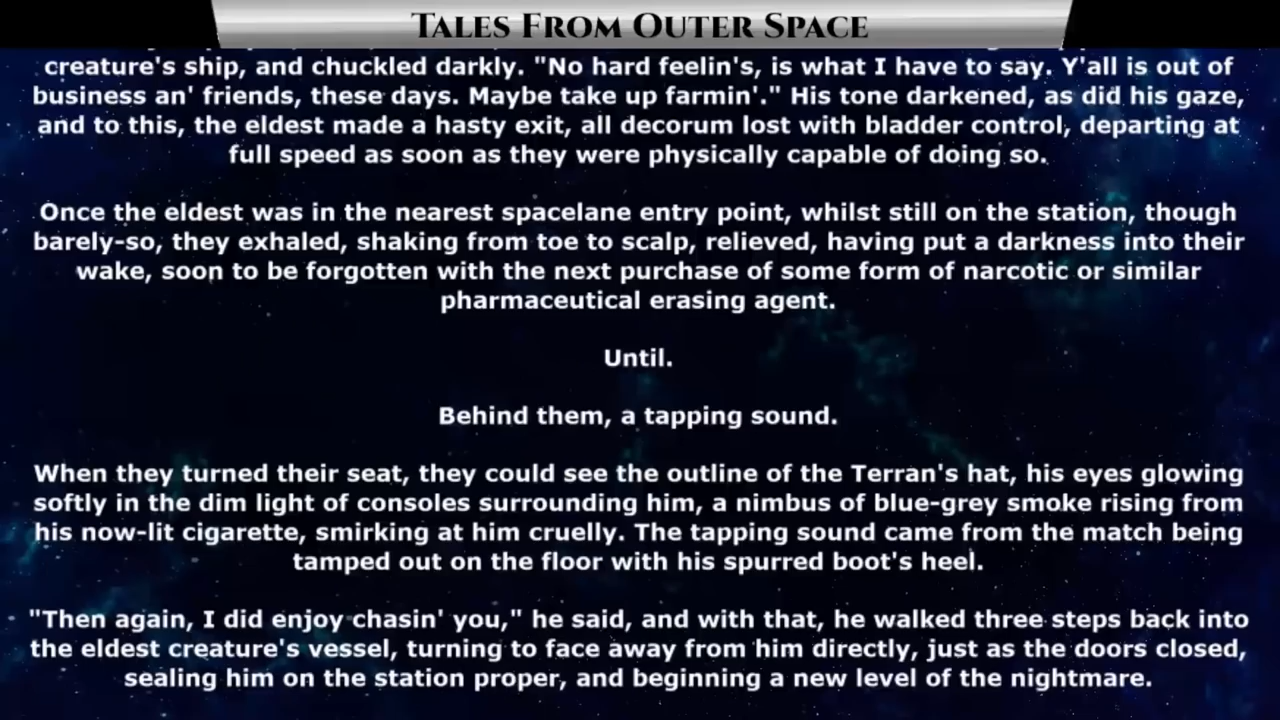 Tales From Outer Space
creature's ship, and chuckled darkly. "No hard feelin's, is what I have to say. Y'all is out of
business an' friends, these days. Maybe take up farmin'." His tone darkened, as did his gaze,
and to this, the eldest made a hasty exit, all decorum lost with bladder control, departing at
full speed as soon as they were physically capable of doing so.
Once the eldest was in the nearest spacelane entry point, whilst still on the station, though
barely-so, they exhaled, shaking from toe to scalp, relieved, having put a darkness into their
wake, soon to be forgotten with the next purchase of some form of narcotic or similar
pharmaceutical erasing agent.
Until.
Behind them, a tapping sound.
When they turned their seat, they could see the outline of the Terran's hat, his eyes glowing
softly in the dim light of consoles surrounding him, a nimbus of blue-grey smoke rising from
his now-lit cigarette, smirking at him cruelly. The tapping sound came from the match being
tamped out on the floor with his spurred boot's heel.
"Then again, I did enjoy chasin' you," he said, and with that, he walked three steps back into
the eldest creature's vessel, turning to face away from him directly, just as the doors closed,
sealing him on the station proper, and beginning a new level of the nightmare.